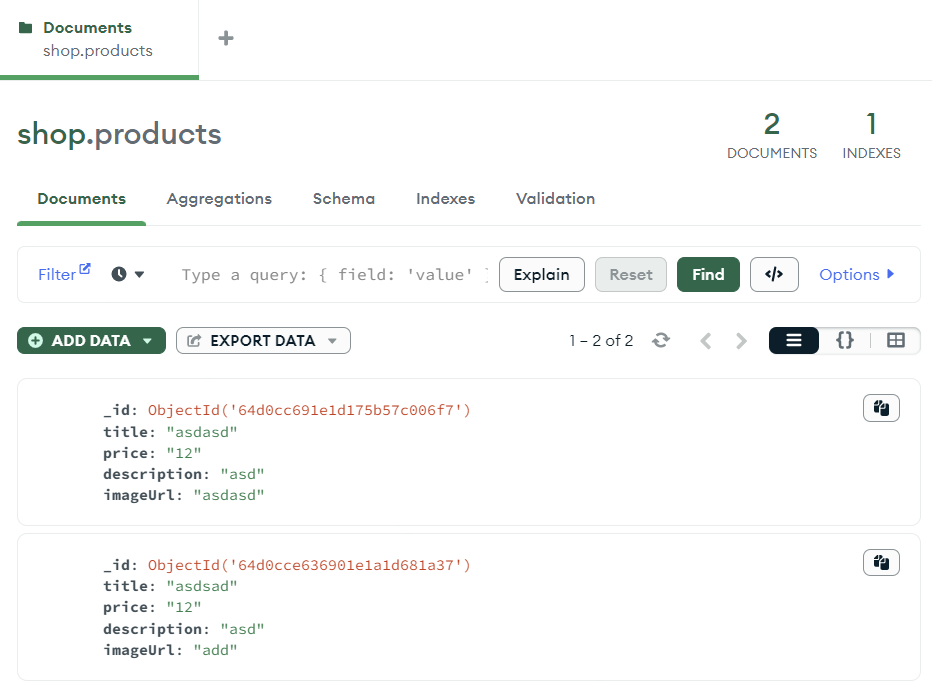 Documents
shop.products
shop.products
2
DOCUMENTS
1
INDEXES
Documents Aggregations Schema Indexes Validation
Filter Type a query: { field: 'value' } Explain Reset Find </> Options
ADD DATA EXPORT DATA 1 – 2 of 2 {}
_id: ObjectId('64d0cc691e1d175b57c006f7')
title: "asdasd"
price: "12"
description: "asd"
imageUrl: "asdasd"
_id: ObjectId('64d0cce636901e1a1d681a37')
title: "asdsad"
price: "12"
description: "asd"
imageUrl: "add"